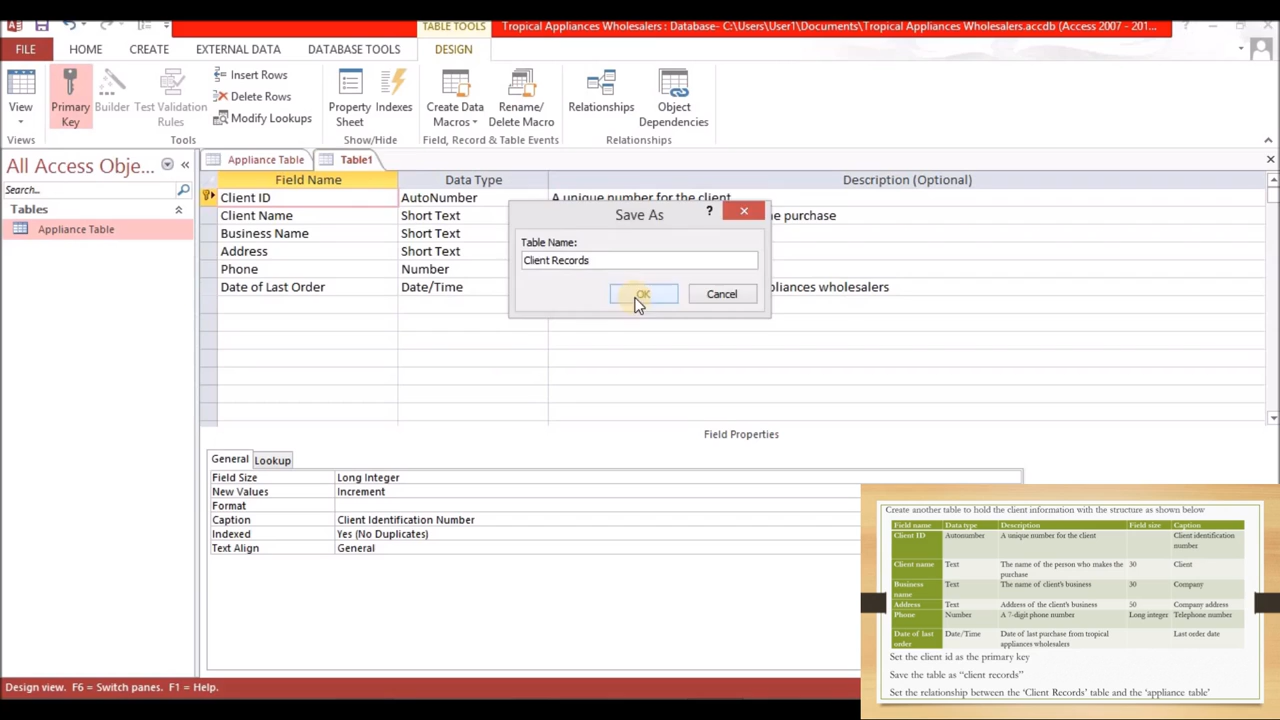 TABLE TOOLS
Tropical Appliances Wholesalers : Database- C:\Users\User1\Documents\Tropical Appliances Wholesalers.accdb (Access 2007 - 201...
?
FILE HOME CREATE EXTERNAL DATA DATABASE TOOLS DESIGN
View
Primary Key
Builder
Test Validation Rules
Insert Rows
Delete Rows
Modify Lookups
Property Sheet
Indexes
Create Data Macros
Rename/ Delete Macro
Relationships
Object Dependencies
Views Tools Show/Hide Field, Record & Table Events Relationships
All Access Obje...
Search...
Tables
Appliance Table
Appliance Table Table1
Field Name Data Type Description (Optional)
Client ID AutoNumber A unique number for the client
Client Name Short Text the purchase
Business Name Short Text
Address Short Text
Phone Number
Date of Last Order Date/Time pliances wholesalers
Save As ?
Table Name:
Client Records
OK Cancel
Field Properties
General Lookup
Field Size Long Integer
New Values Increment
Format
Caption Client Identification Number
Indexed Yes (No Duplicates)
Text Align General
Design view. F6 = Switch panes. F1 = Help.
Create another table to hold the client information with the structure as shown below
Field name Data type Description Field size Caption
Client ID Autonumber A unique number for the client Client identification
number
Client name Text The name of the person who makes the 30 Client
purchase
Business Text The name of client's business 30 Company
name
Address Text Address of the client's business 50 Company address
Phone Number A 7-digit phone number Long integer Telephone number
Date of last Date/Time Date of last purchase from tropical Last order date
order appliances wholesalers
Set the client id as the primary key
Save the table as “client records”
Set the relationship between the ‘Client Records’ table and the ‘appliance table’